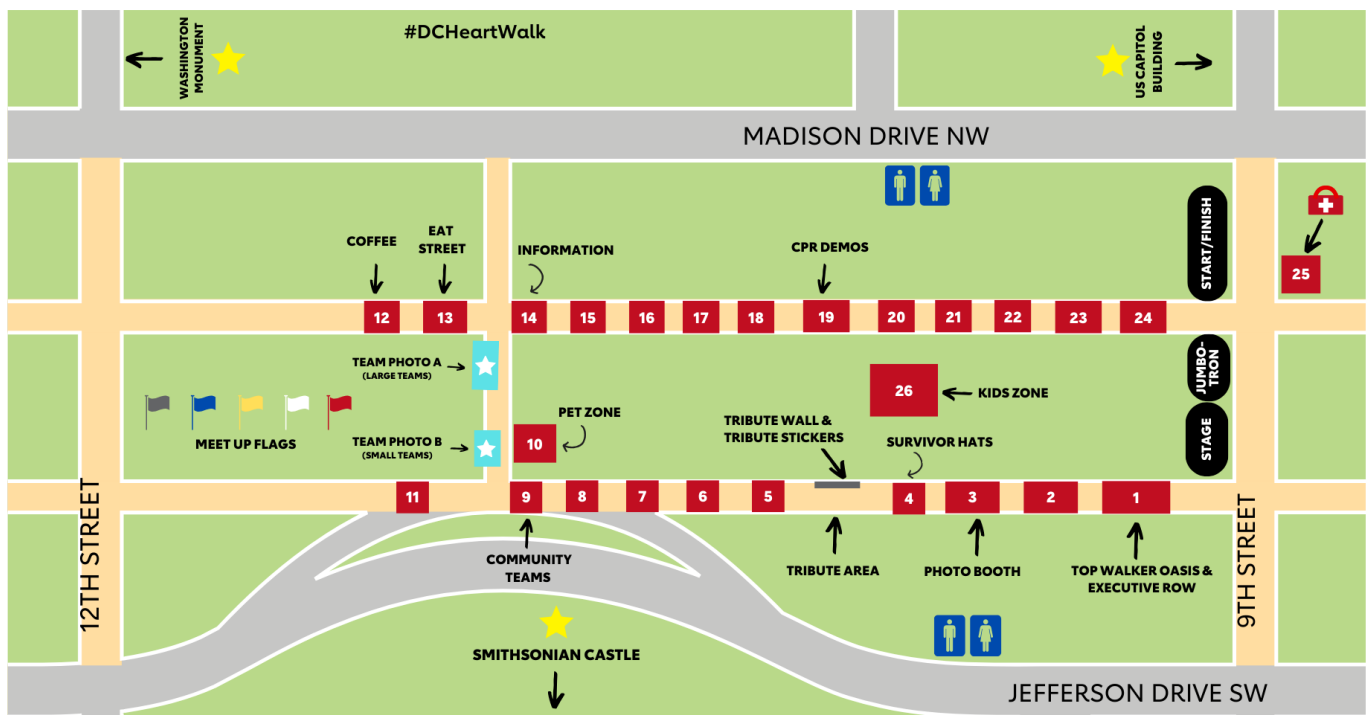 #DCHeartWalk
WASHINGTON
MONUMENT
US CAPITOL
BUILDING
MADISON DRIVE NW
START/FINISH
25
COFFEE
EAT
STREET
INFORMATION
CPR DEMOS
12
13
14
15
16
17
18
19
20
21
22
23
24
TEAM PHOTO A
(LARGE TEAMS)
JUMBO-
TRON
26
KIDS ZONE
MEET UP FLAGS
TEAM PHOTO B
(SMALL TEAMS)
10
PET ZONE
TRIBUTE WALL &
TRIBUTE STICKERS
SURVIVOR HATS
STAGE
11
9
8
7
6
5
4
3
2
1
12TH STREET
9TH STREET
COMMUNITY
TEAMS
TRIBUTE AREA
PHOTO BOOTH
TOP WALKER OASIS &
EXECUTIVE ROW
SMITHSONIAN CASTLE
JEFFERSON DRIVE SW